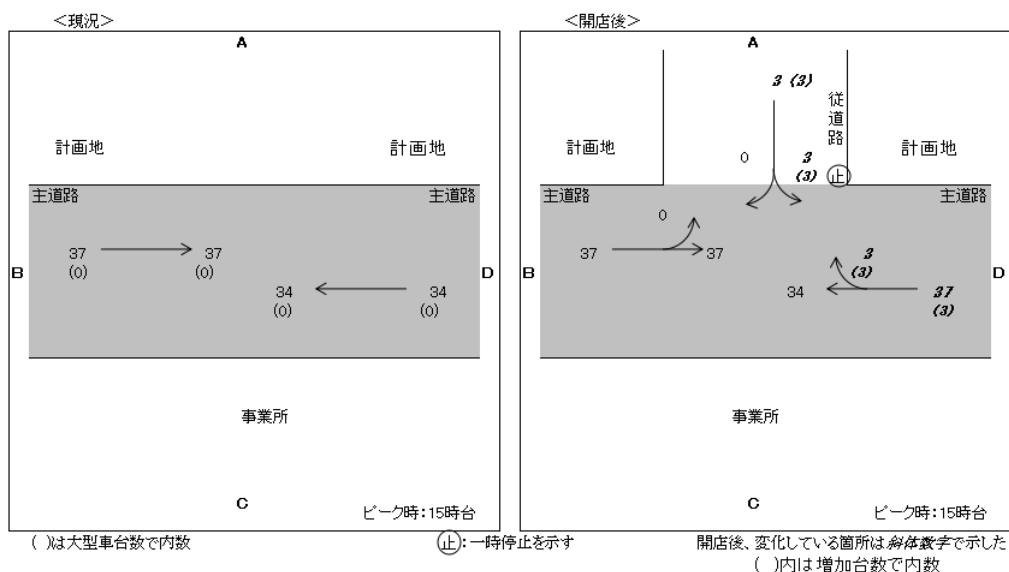 ＜現況＞
A
計画地
計画地
主道路
主道路
37
(0)
37
(0)
B
D
34
(0)
34
(0)
事業所
C
ピーク時：15時台
( )は大型車台数で内数
＜開店後＞
A
3 (3)
従道路
計画地
計画地
0
3
(3)
止
主道路
主道路
0
37
37
3
(3)
B
D
34
37
(3)
事業所
C
ピーク時：15時台
止：一時停止を示す
開店後、変化している箇所は斜体数字で示した
( )内は増加台数で内数